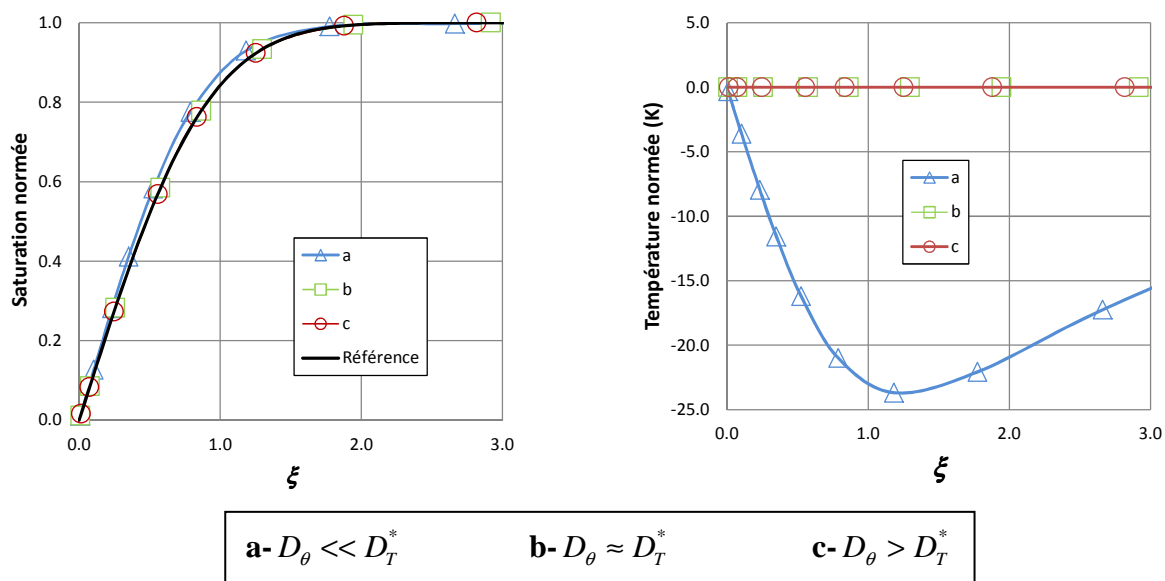 Saturation normée
1.0
0.8
0.6
0.4
0.2
0.0
0.0 1.0 2.0 3.0
ξ
a
b
c
Référence
Température normée (K)
5.0
0.0
-5.0
-10.0
-15.0
-20.0
-25.0
0.0 1.0 2.0 3.0
ξ
a
b
c
a- D_θ << D_T^* b- D_θ ≈ D_T^* c- D_θ > D_T^*